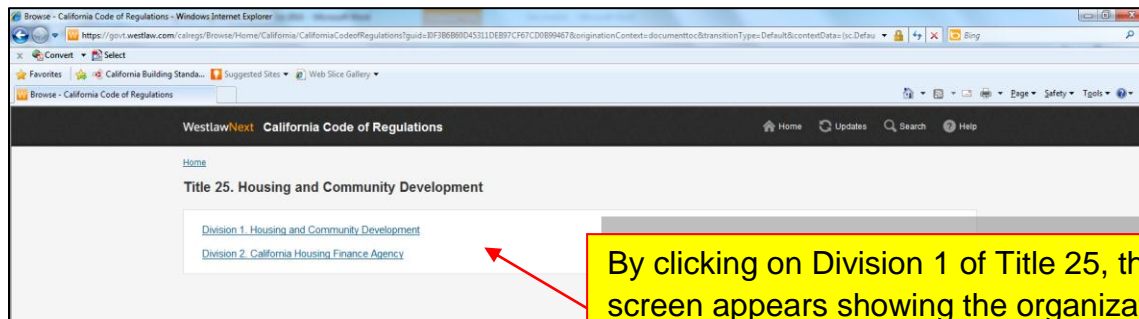 Browse - California Code of Regulations - Windows Internet Explorer
https://govt.westlaw.com/calregs/Browse/Home/California/CaliforniaCodeofRegulations?guid=I0F3B6B60D45311DEB97CF67CD0B99467&originationContext=documenttoc&transitionType=Default&contextData=(sc.Defau
Bing
x Convert Select
Favorites California Building Standa... Suggested Sites Web Slice Gallery
Browse - California Code of Regulations Page Safety Tools
WestlawNext California Code of Regulations Home Updates Search Help
Home
Title 25. Housing and Community Development
Division 1. Housing and Community Development
Division 2. California Housing Finance Agency
By clicking on Division 1 of Title 25, th
screen appears showing the organiza